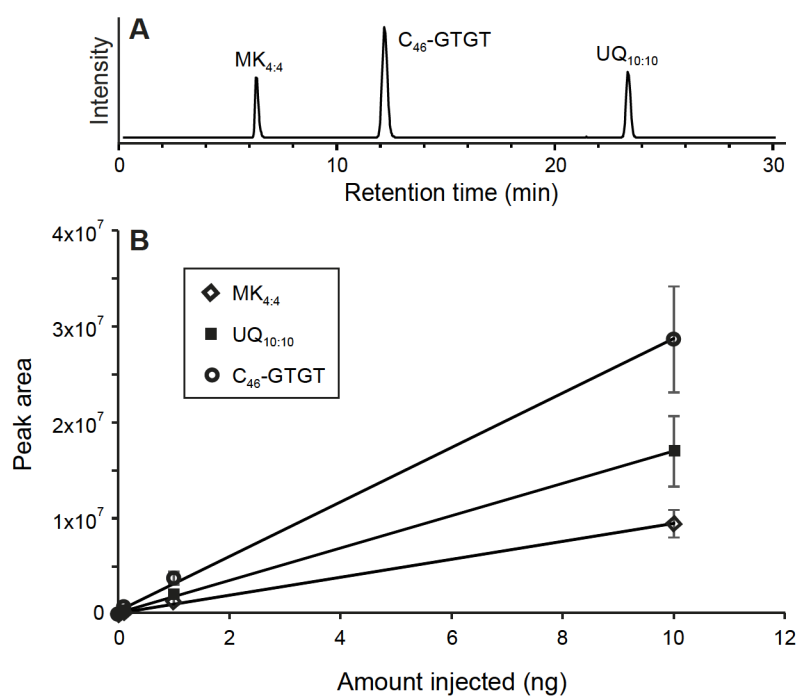 A
MK4:4
C46-GTGT
UQ10:10
Intensity
0 10 20 30
Retention time (min)
B
4x10^7
3x10^7
2x10^7
1x10^7
0
MK4:4
UQ10:10
C46-GTGT
Peak area
0 2 4 6 8 10 12
Amount injected (ng)